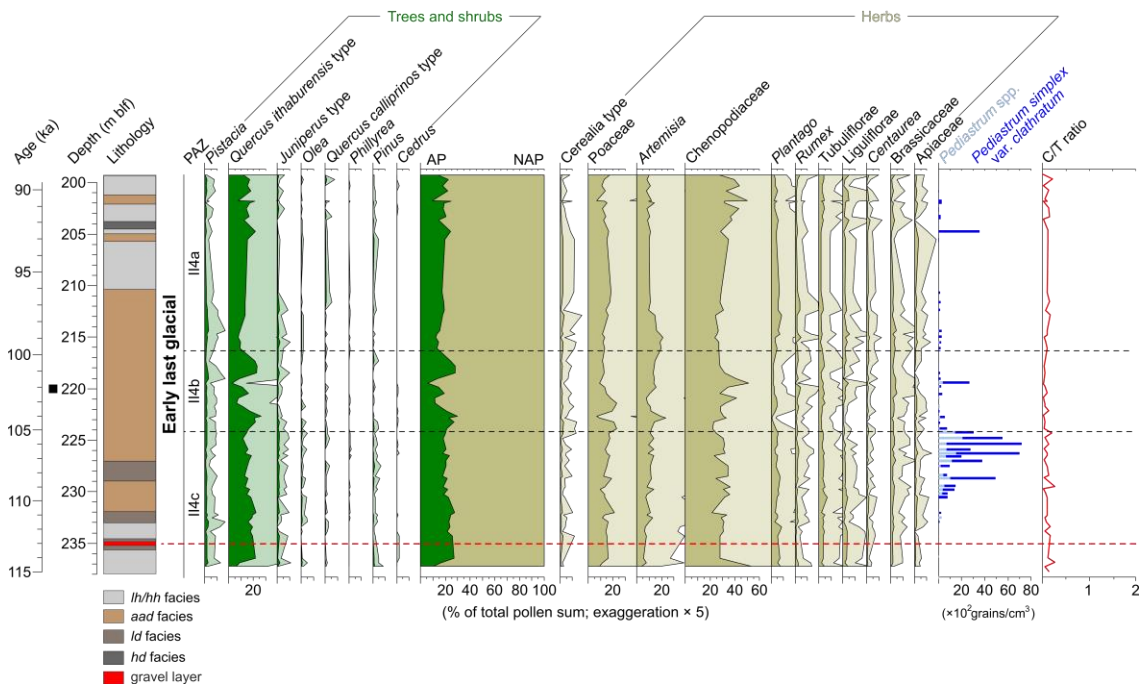 Trees and shrubs
Herbs
Age (ka)
Depth (m blf)
Lithology
PAZ
Pistacia
Quercus ithaburensis type
Juniperus type
Olea
Quercus calliprinos type
Phillyrea
Pinus
Cedrus
AP
NAP
Cerealia type
Poaceae
Artemisia
Chenopodiaceae
Plantago
Rumex
Tubuliflorae
Liguliflorae
Centaurea
Brassicaceae
Apiaceae
Pediastrum spp.
Pediastrum simplex
var. clathratum
C/T ratio
90
95
100
105
110
115
200
205
210
215
220
225
230
235
Early last glacial
II4a
II4b
II4c
20
20 40 60 80 100
20
20
20 40 60
20 40 60 80
1 2
(% of total pollen sum; exaggeration × 5)
(×10²grains/cm³)
lh/hh facies
aad facies
ld facies
hd facies
gravel layer